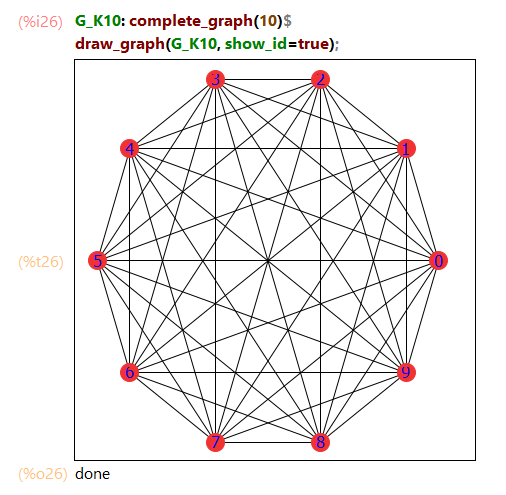 (%i26) G_K10: complete_graph(10)$
draw_graph(G_K10, show_id=true);
3 2
4 1
(%t26) 5 0
6 9
7 8
(%o26) done